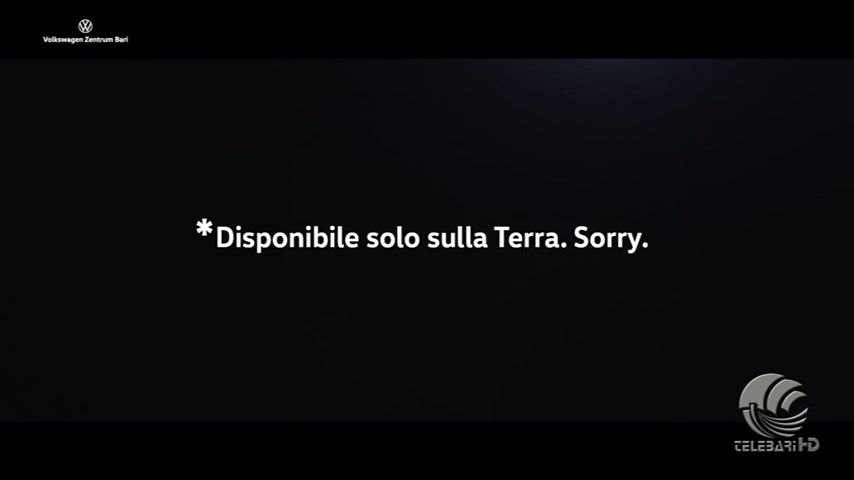 Volkswagen Zentrum Bari
*Disponibile solo sulla Terra. Sorry.
TELEBARI HD